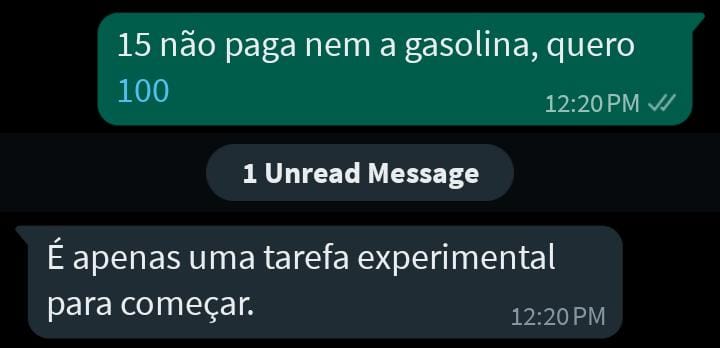 15 não paga nem a gasolina, quero
100
12:20 PM
1 Unread Message
É apenas uma tarefa experimental
para começar.
12:20 PM